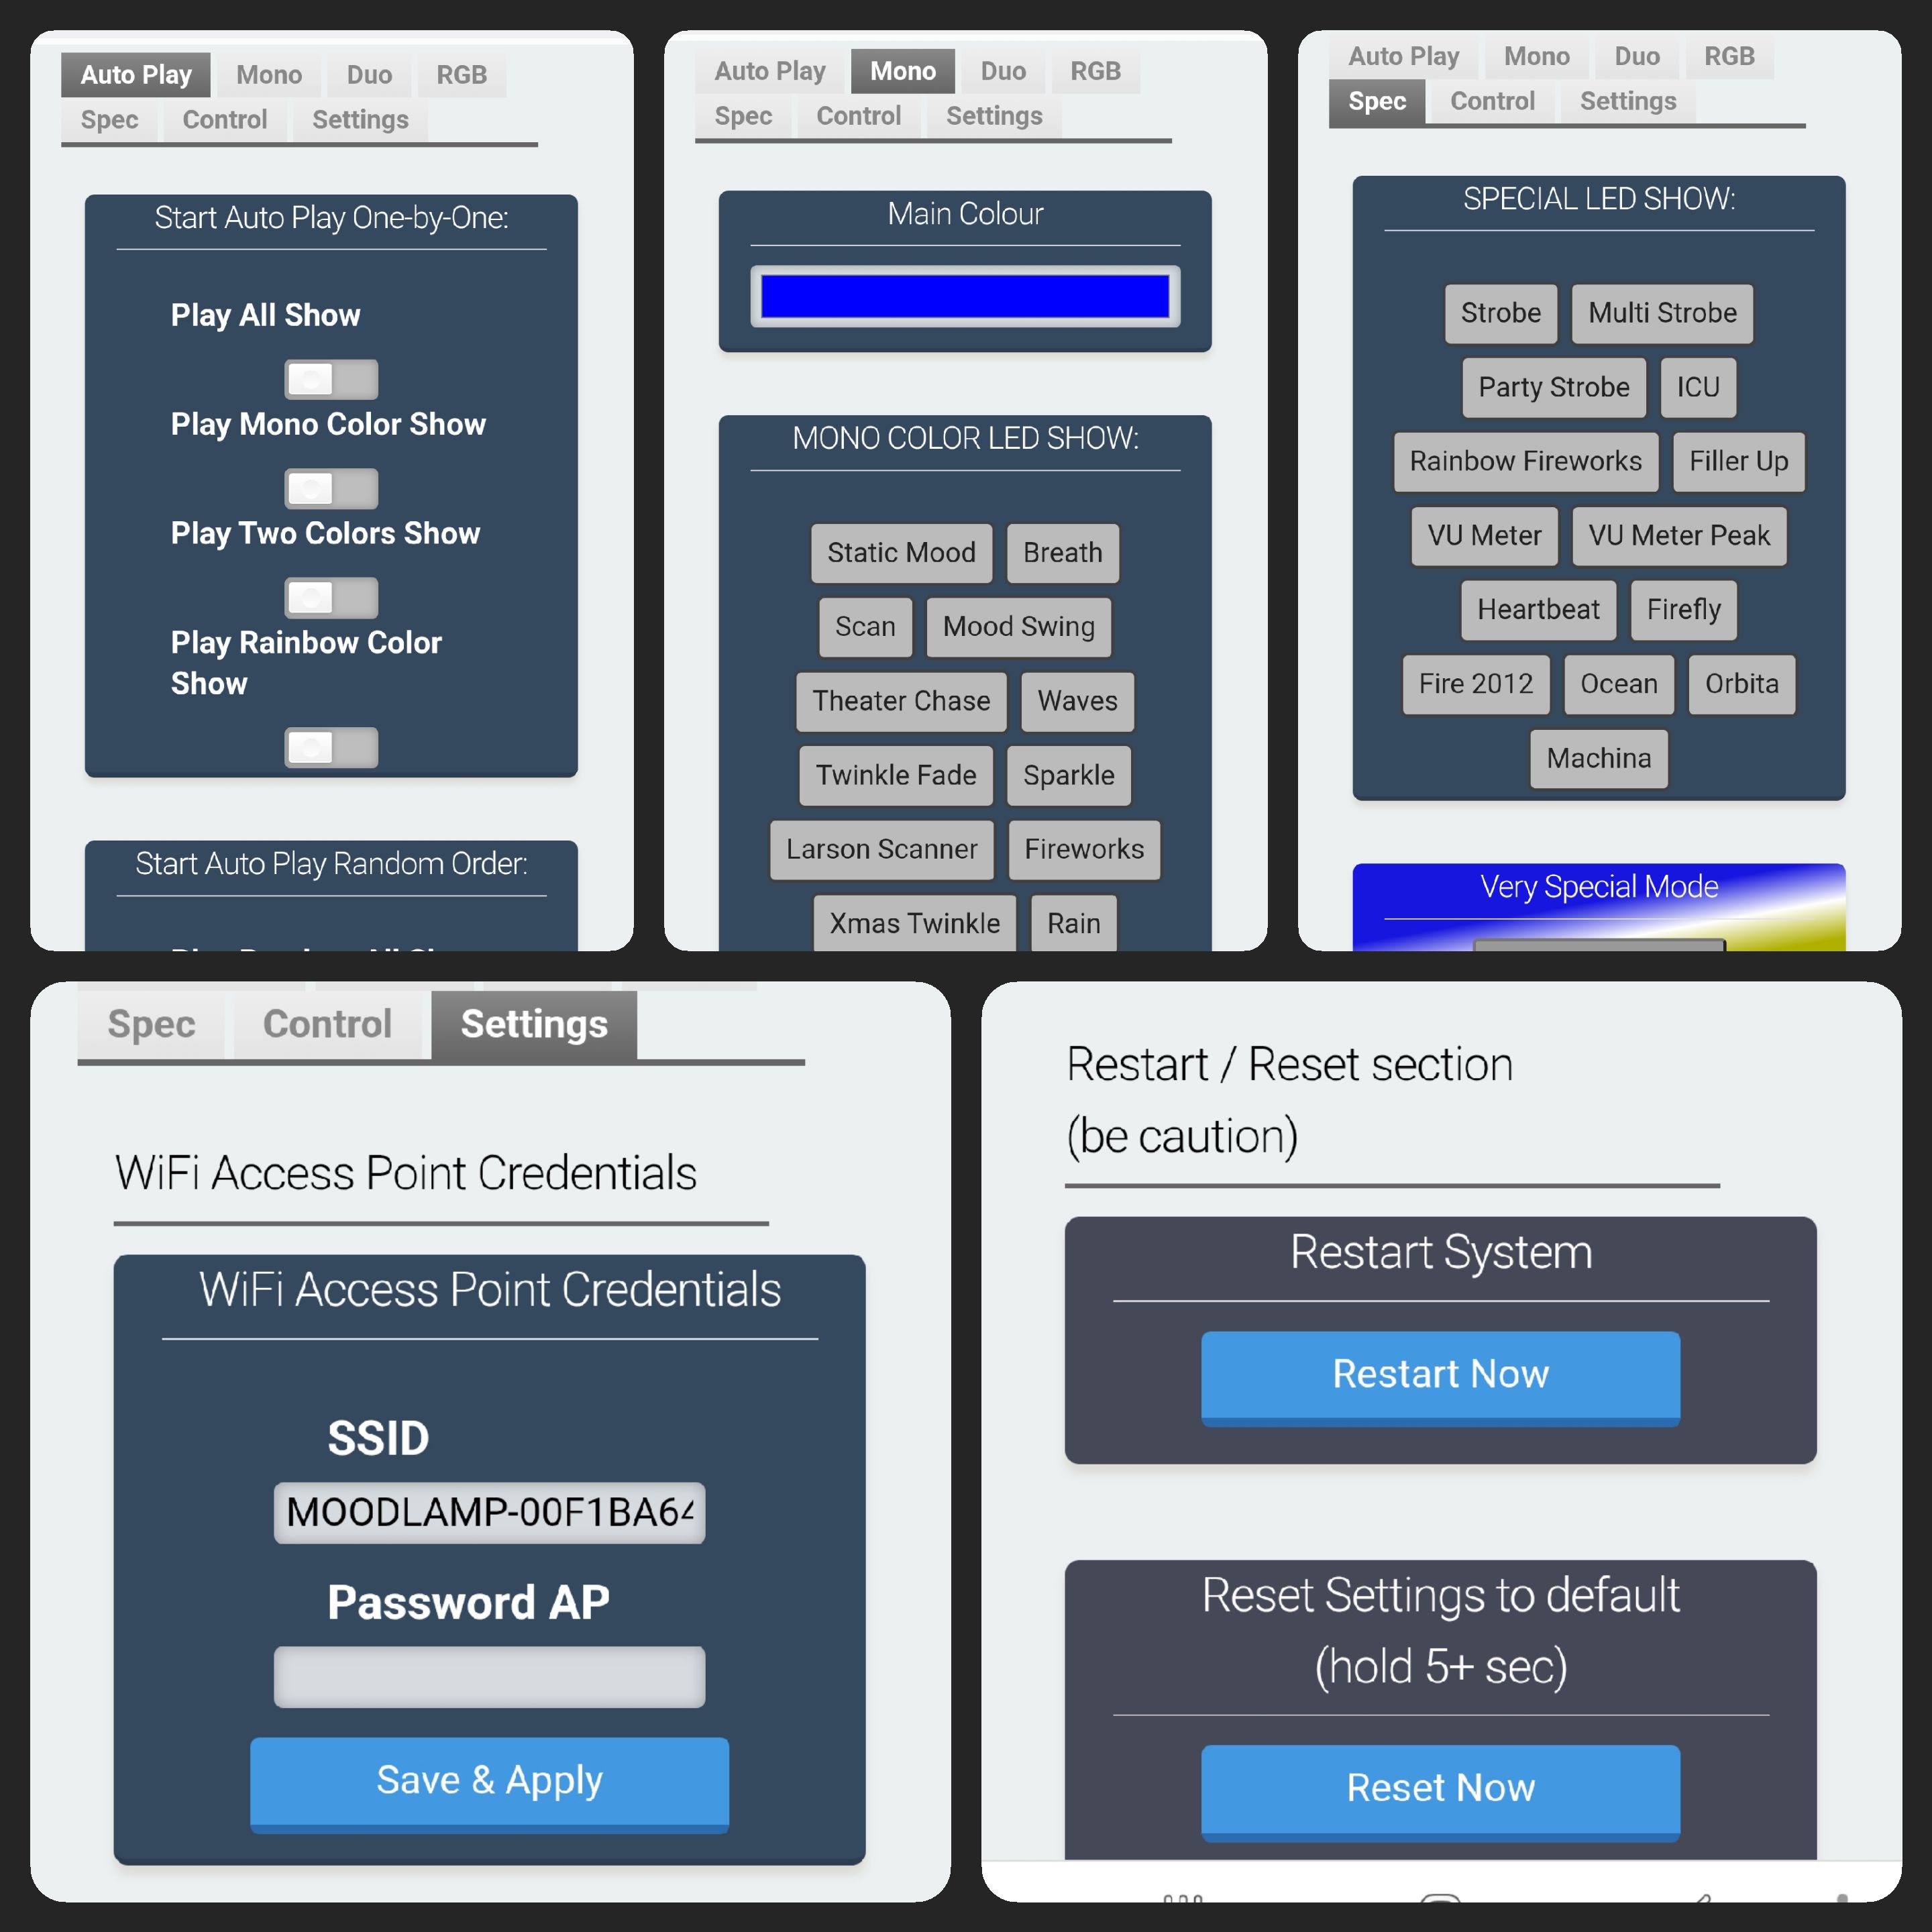 Auto Play Mono Duo RGB
Spec Control Settings
Start Auto Play One-by-One:
Play All Show
Play Mono Color Show
Play Two Colors Show
Play Rainbow Color
Show
Start Auto Play Random Order:
Auto Play Mono Duo RGB
Spec Control Settings
Main Colour
MONO COLOR LED SHOW:
Static Mood Breath
Scan Mood Swing
Theater Chase Waves
Twinkle Fade Sparkle
Larson Scanner Fireworks
Xmas Twinkle Rain
Auto Play Mono Duo RGB
Spec Control Settings
SPECIAL LED SHOW:
Strobe Multi Strobe
Party Strobe ICU
Rainbow Fireworks Filler Up
VU Meter VU Meter Peak
Heartbeat Firefly
Fire 2012 Ocean Orbita
Machina
Very Special Mode
Spec Control Settings
WiFi Access Point Credentials
WiFi Access Point Credentials
SSID
MOODLAMP-00F1BA64
Password AP
Save & Apply
Restart / Reset section
(be caution)
Restart System
Restart Now
Reset Settings to default
(hold 5+ sec)
Reset Now